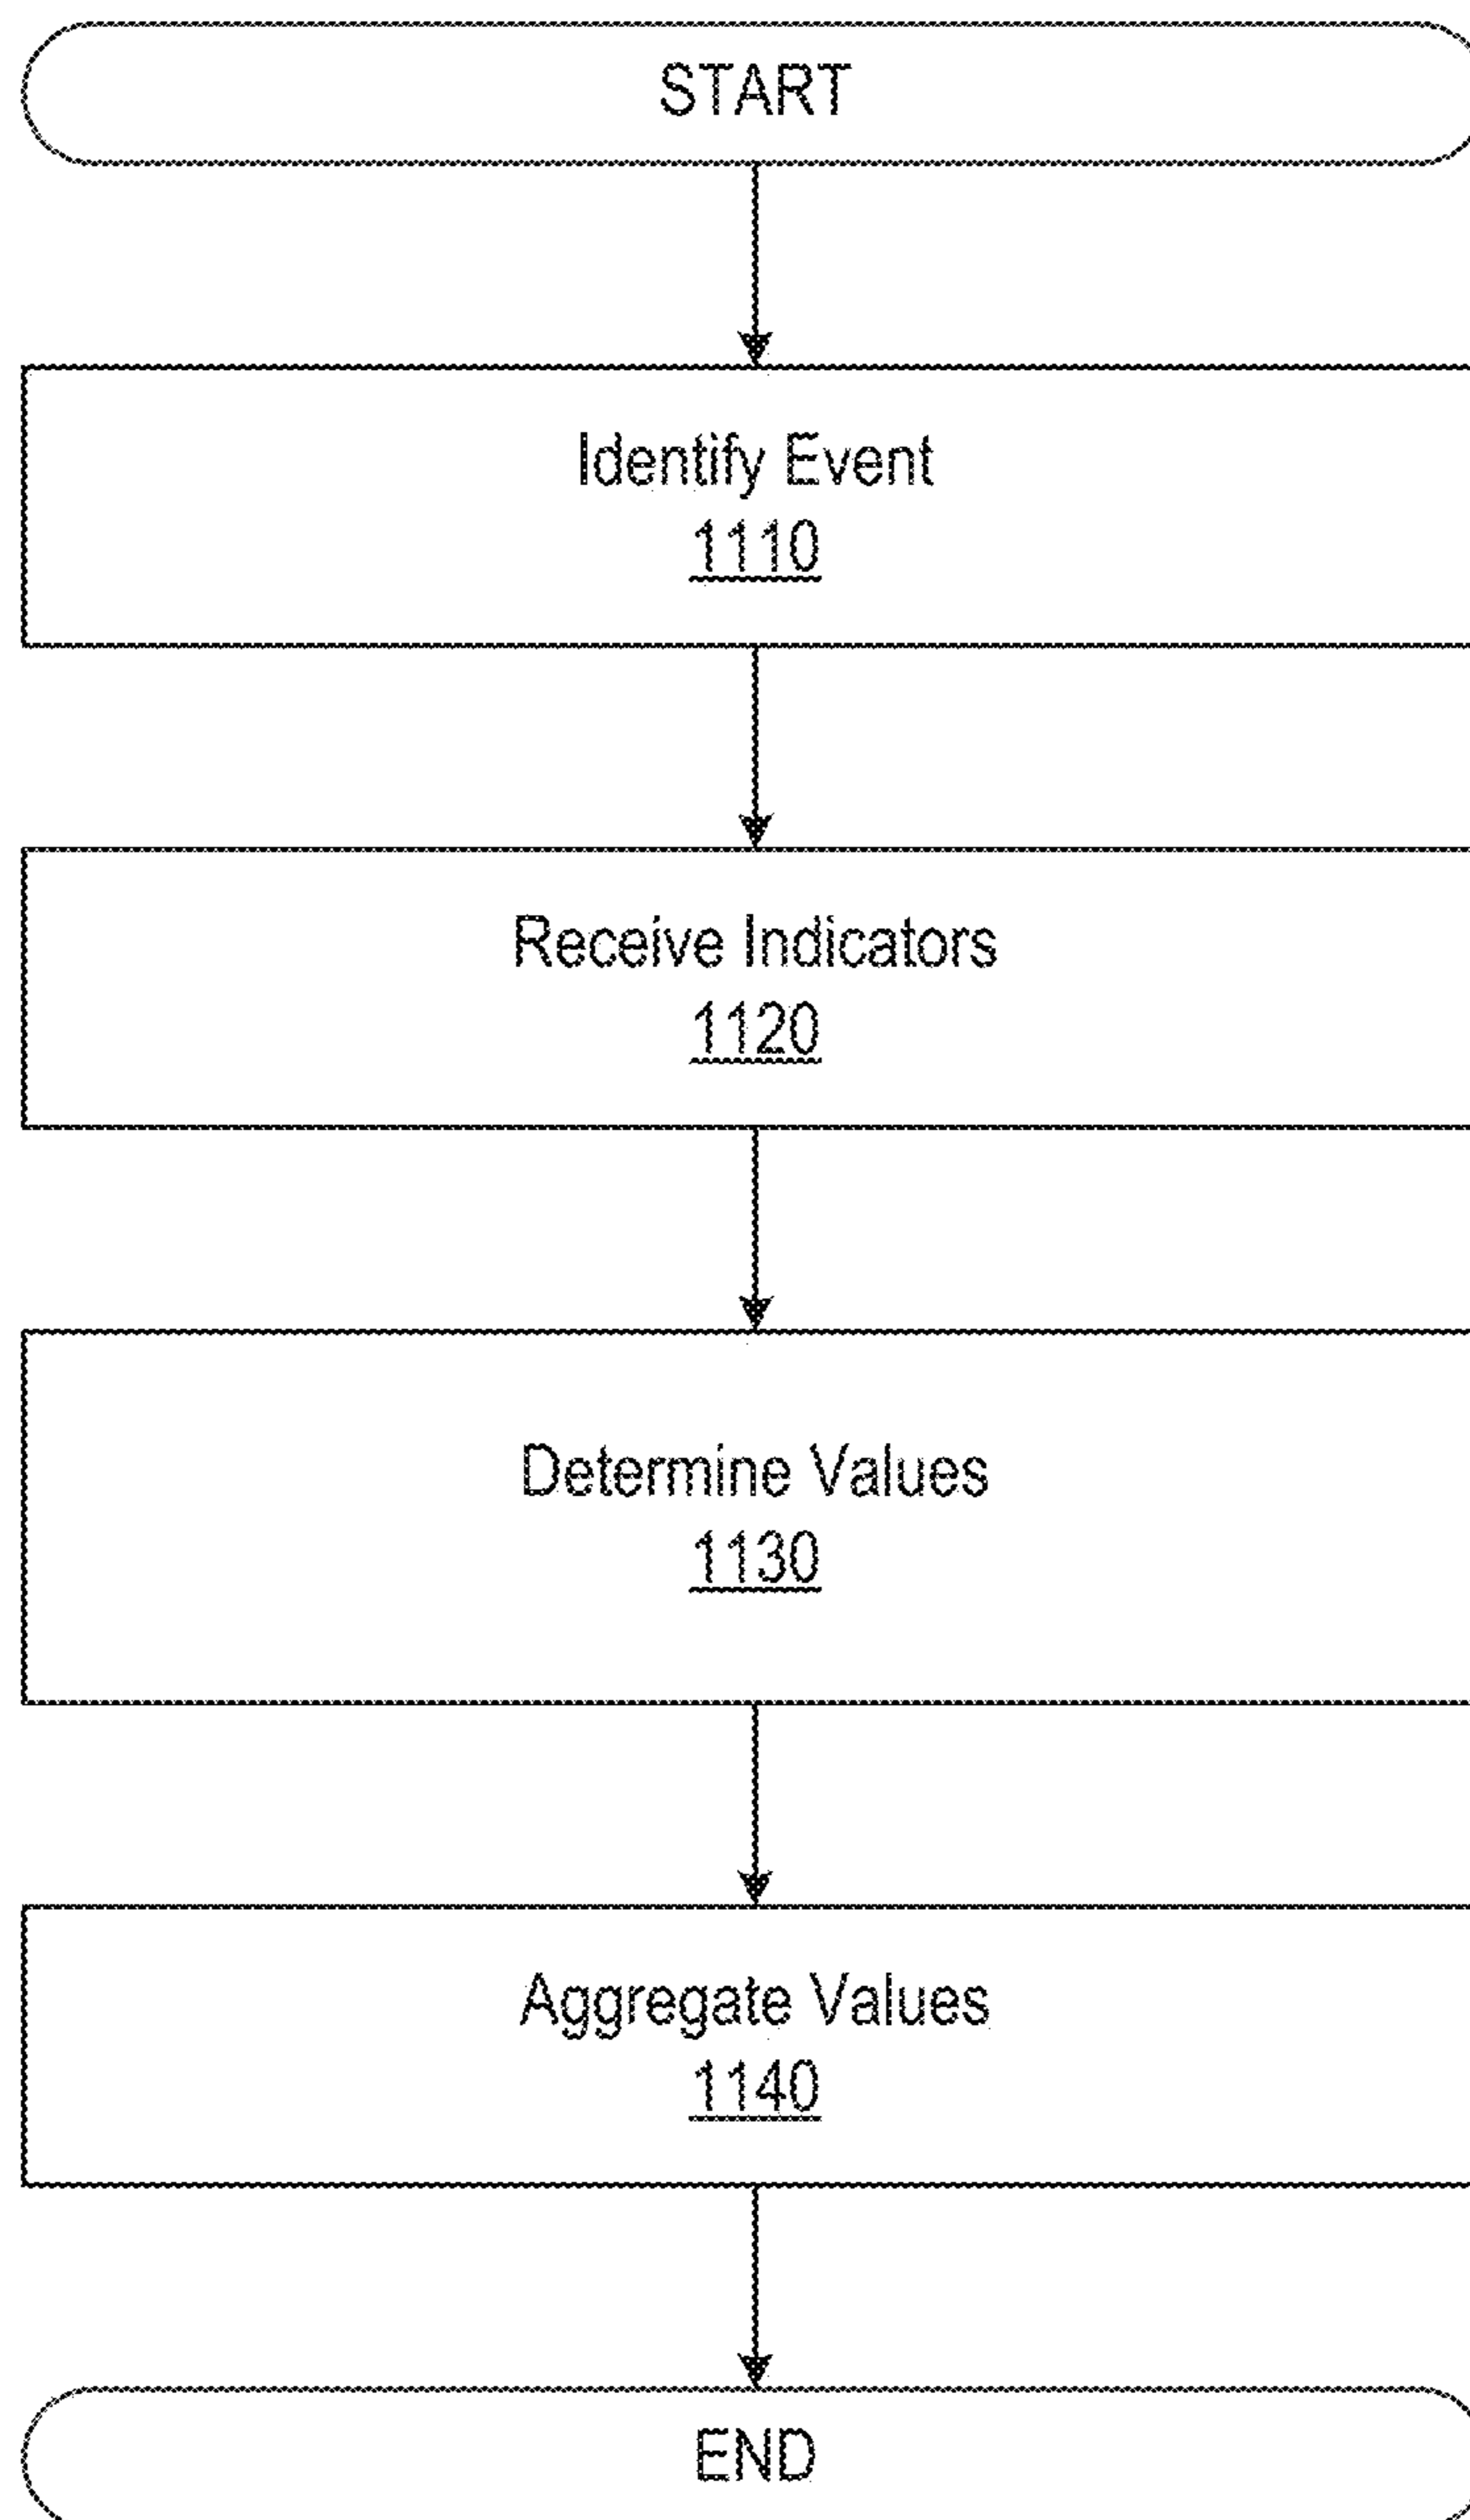 START
Identify Event
1110
Receive Indicators
1120
Determine Values
1130
Aggregate Values
1140
END